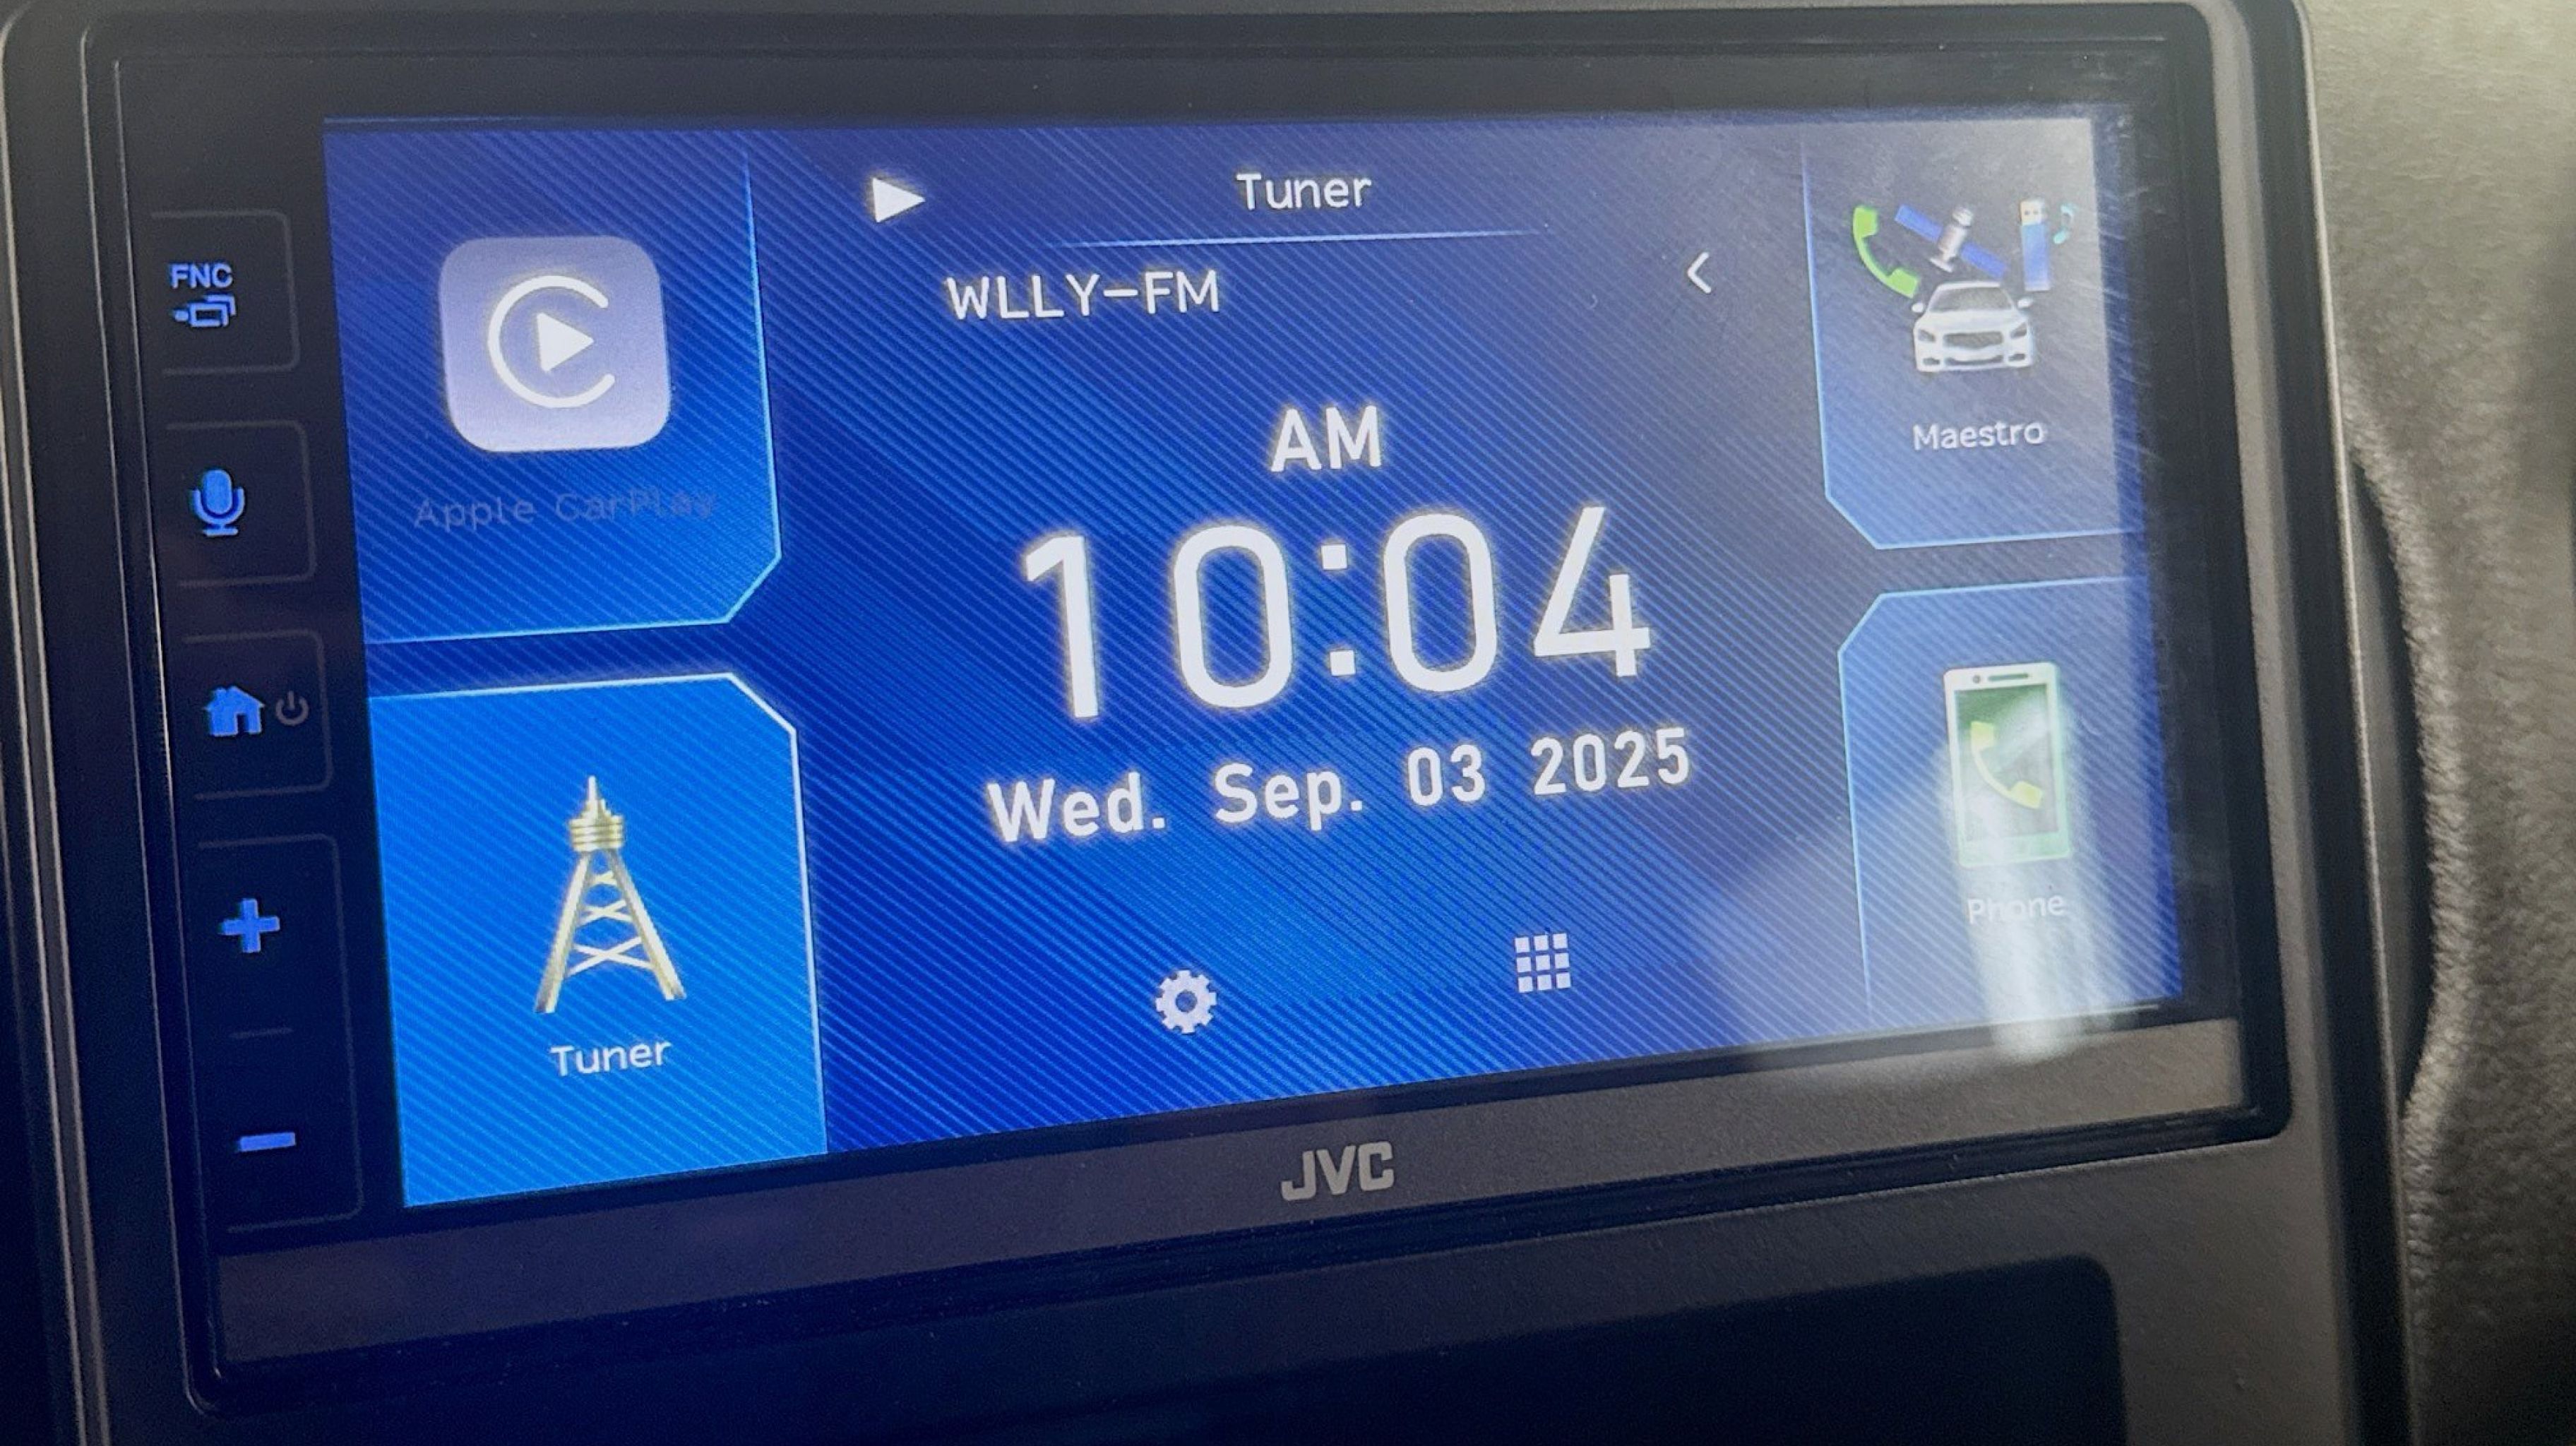 FNC
Apple CarPlay
Tuner
Tuner
WLLY-FM
AM
10:04
Wed. Sep. 03 2025
Maestro
Phone
JVC